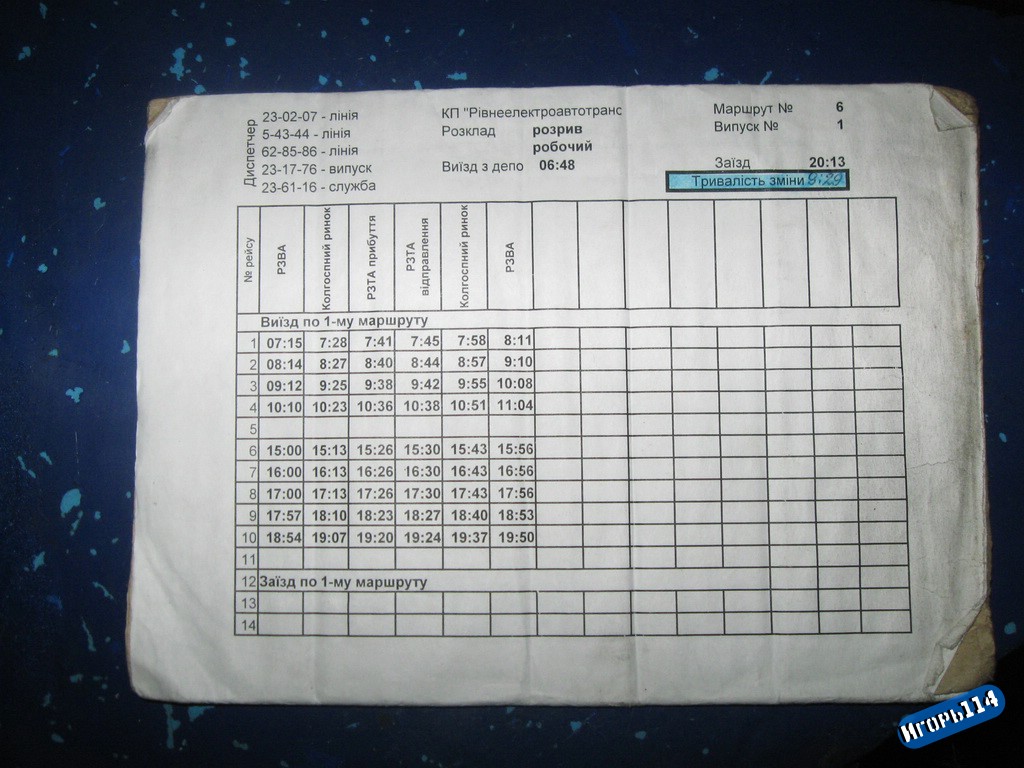 Диспетчер
23-02-07 - лінія
5-43-44 - лінія
62-85-86 - лінія
23-17-76 - випуск
23-61-16 - служба
КП "Рівнеелектроавтотранс
Розклад розрив
робочий
Виїзд з депо 06:48
Маршрут № 6
Випуск № 1
Заїзд 20:13
Тривалість зміни 9:29
№ рейсу РЗВА Колгоспний ринок РЗТА прибуття РЗТА відправлення Колгоспний ринок РЗВА
Виїзд по 1-му маршруту
1 07:15 7:28 7:41 7:45 7:58 8:11
2 08:14 8:27 8:40 8:44 8:57 9:10
3 09:12 9:25 9:38 9:42 9:55 10:08
4 10:10 10:23 10:36 10:38 10:51 11:04
5
6 15:00 15:13 15:26 15:30 15:43 15:56
7 16:00 16:13 16:26 16:30 16:43 16:56
8 17:00 17:13 17:26 17:30 17:43 17:56
9 17:57 18:10 18:23 18:27 18:40 18:53
10 18:54 19:07 19:20 19:24 19:37 19:50
11
12 Заїзд по 1-му маршруту
13
14
Игорь114